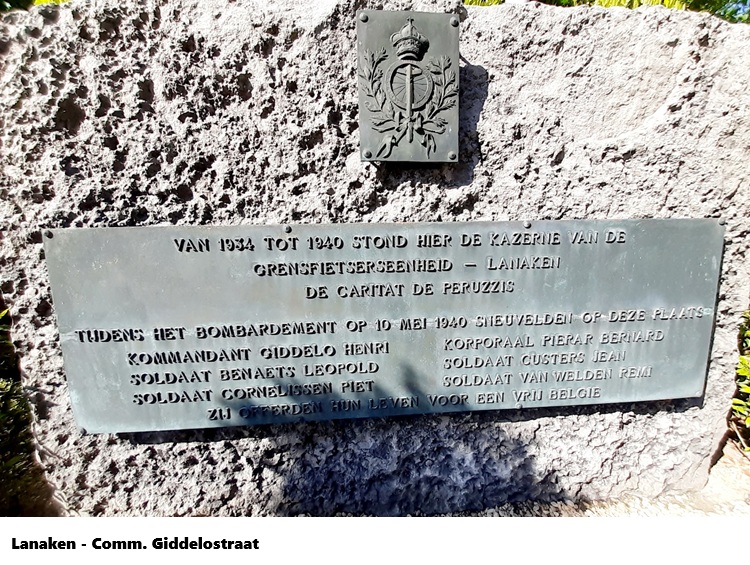 VAN 1934 TOT 1940 STOND HIER DE KAZERNE VAN DE
GRENSFIETSERSEENHEID – LANAKEN
DE CARITAT DE PERUZZIS
TIJDENS HET BOMBARDEMENT OP 10 MEI 1940 SNEUVELDEN OP DEZE PLAATS
KOMMANDANT GIDDELO HENRI
SOLDAAT BENAETS LEOPOLD
SOLDAAT CORNELISSEN PIET
KORPORAAL PIERAR BERNARD
SOLDAAT CUSTERS JEAN
SOLDAAT VAN WELDEN REMI
ZIJ OFFERDEN HUN LEVEN VOOR EEN VRIJ BELGIE
Lanaken - Comm. Giddelostraat